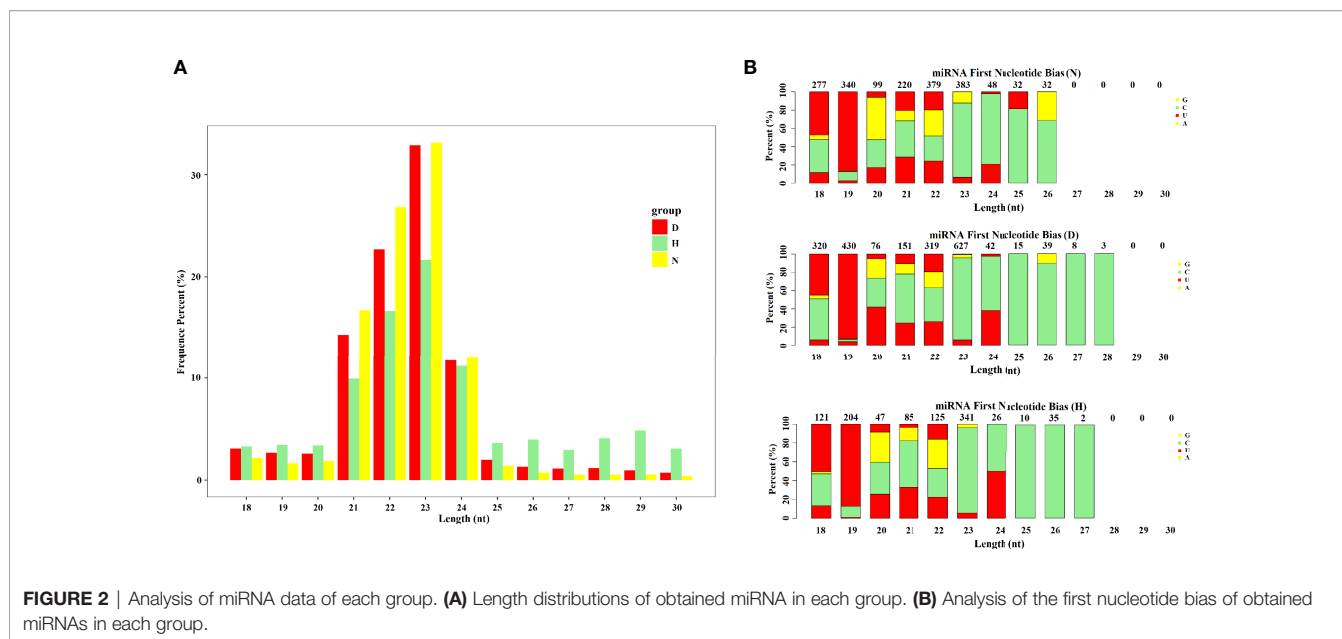 A
Frequence Percent (%)
30
20
10
0
18 19 20 21 22 23 24 25 26 27 28 29 30
Length (nt)
group
D
H
N
B
miRNA First Nucleotide Bias (N)
277 340 99 220 379 383 48 32 32 0 0 0 0
Percent (%)
0 20 40 60 80 100
18 19 20 21 22 23 24 25 26 27 28 29 30
Length (nt)
G
C
U
A
miRNA First Nucleotide Bias (D)
320 430 76 151 319 627 42 15 39 8 3 0 0
Percent (%)
0 20 40 60 80 100
18 19 20 21 22 23 24 25 26 27 28 29 30
Length (nt)
G
C
U
A
miRNA First Nucleotide Bias (H)
121 204 47 85 125 341 26 10 35 2 0 0 0
Percent (%)
0 20 40 60 80 100
18 19 20 21 22 23 24 25 26 27 28 29 30
Length (nt)
G
C
U
A
FIGURE 2 | Analysis of miRNA data of each group. (A) Length distributions of obtained miRNA in each group. (B) Analysis of the first nucleotide bias of obtained
miRNAs in each group.